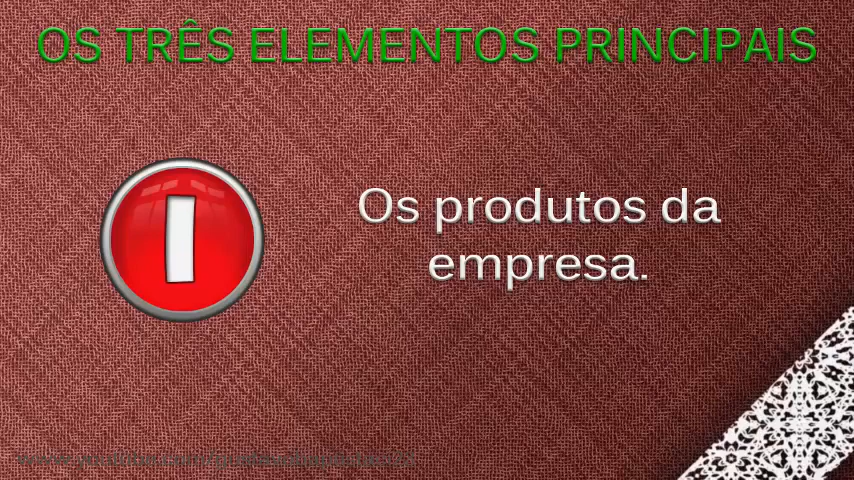 OS TRÊS ELEMENTOS PRINCIPAIS
I
Os produtos da
empresa.